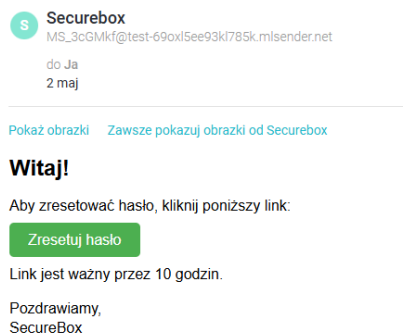 S
Securebox
MS_3cGMkf@test-69oxl5ee93kl785k.mlsender.net
do Ja
2 maj
Pokaż obrazki Zawsze pokazuj obrazki od Securebox
Witaj!
Aby zresetować hasło, kliknij poniższy link:
Zresetuj hasło
Link jest ważny przez 10 godzin.
Pozdrawiamy,
SecureBox